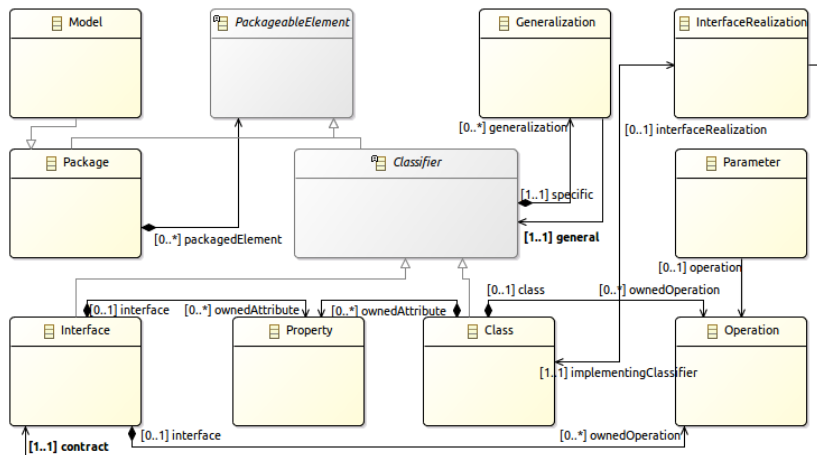 Model
PackageableElement
Generalization
InterfaceRealization
[0..*] generalization
[0..1] interfaceRealization
Package
Classifier
Parameter
[1..1] specific
[0..*] packagedElement
[1..1] general
[0..1] operation
[0..1] interface
[0..*] ownedAttribute
[0..*] ownedAttribute
[0..1] class
[0..*] ownedOperation
Interface
Property
Class
Operation
[1..1] implementingClassifier
[0..1] interface
[0..*] ownedOperation
[1..1] contract